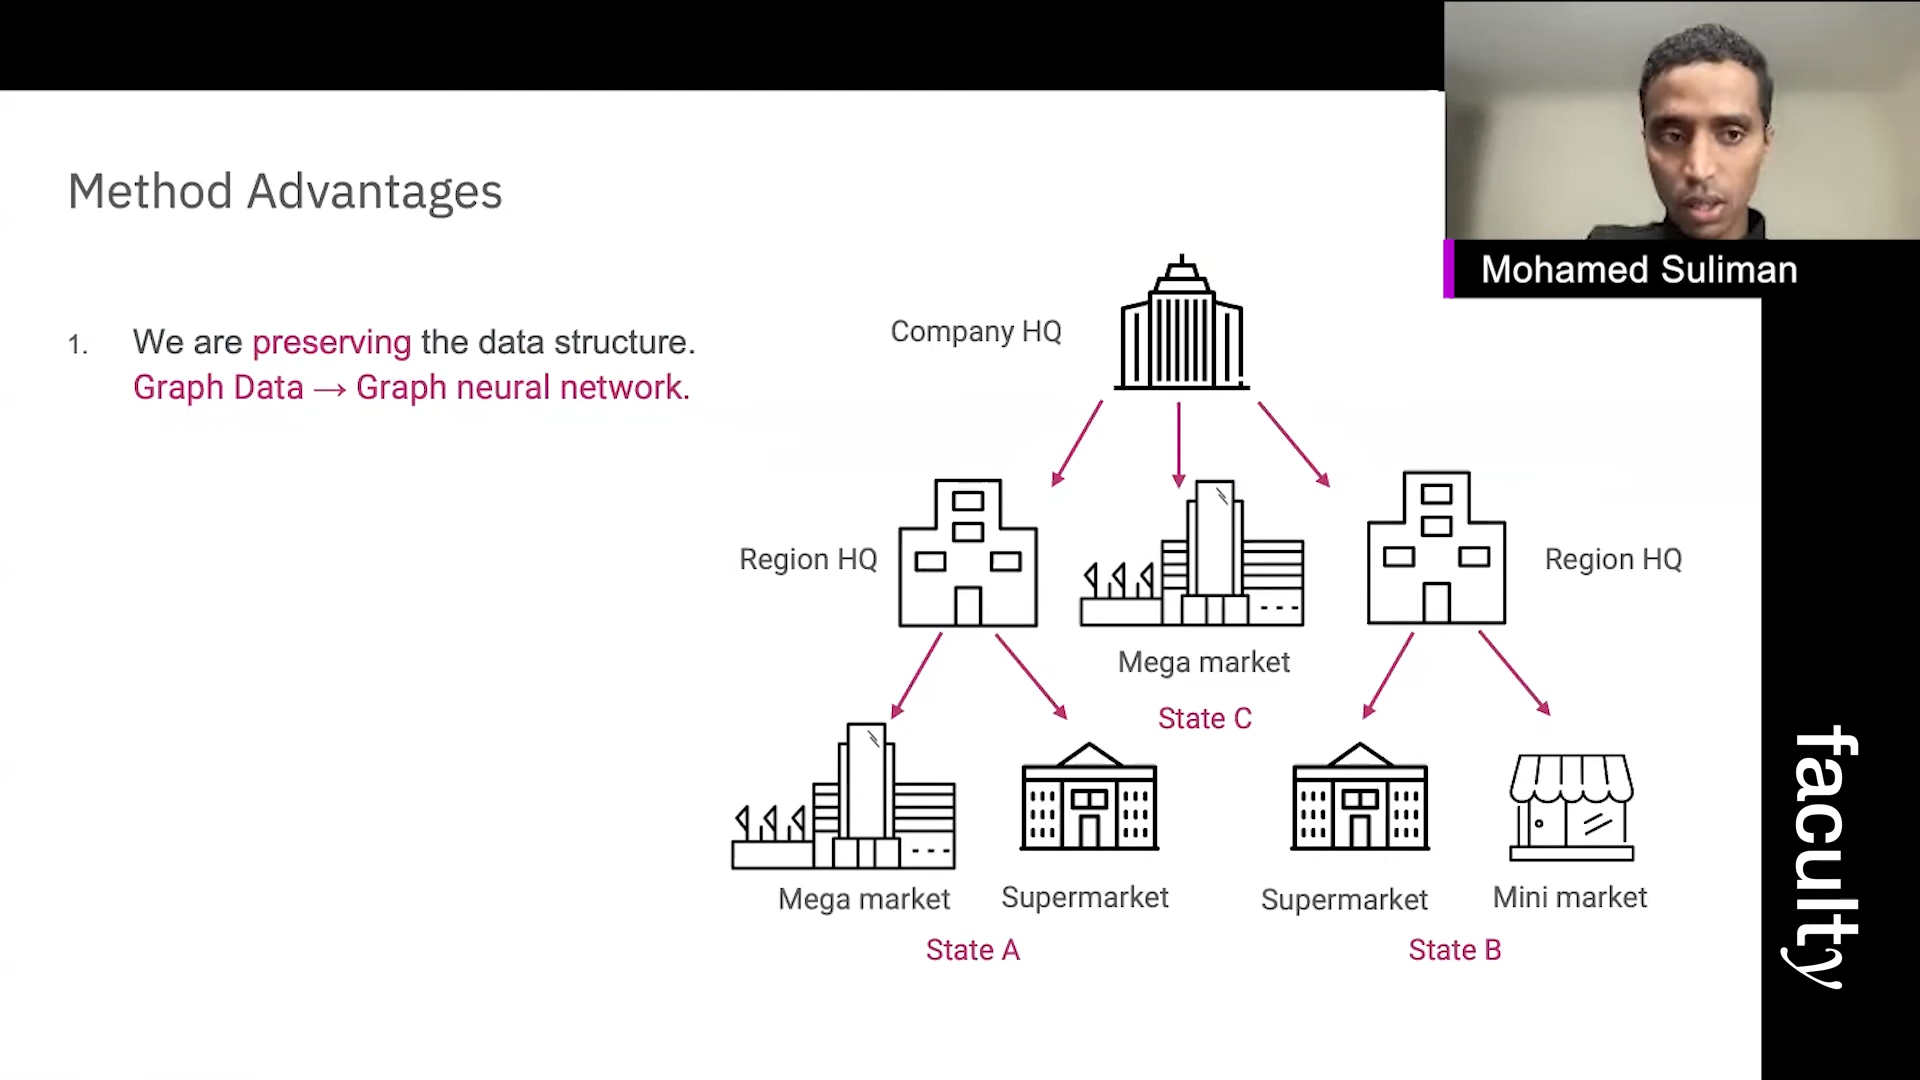 Mohamed Suliman
Method Advantages
1. We are preserving the data structure.
Graph Data → Graph neural network.
Company HQ
Region HQ
Region HQ
Mega market
State C
Mega market
Supermarket
Supermarket
Mini market
State A
State B
faculty